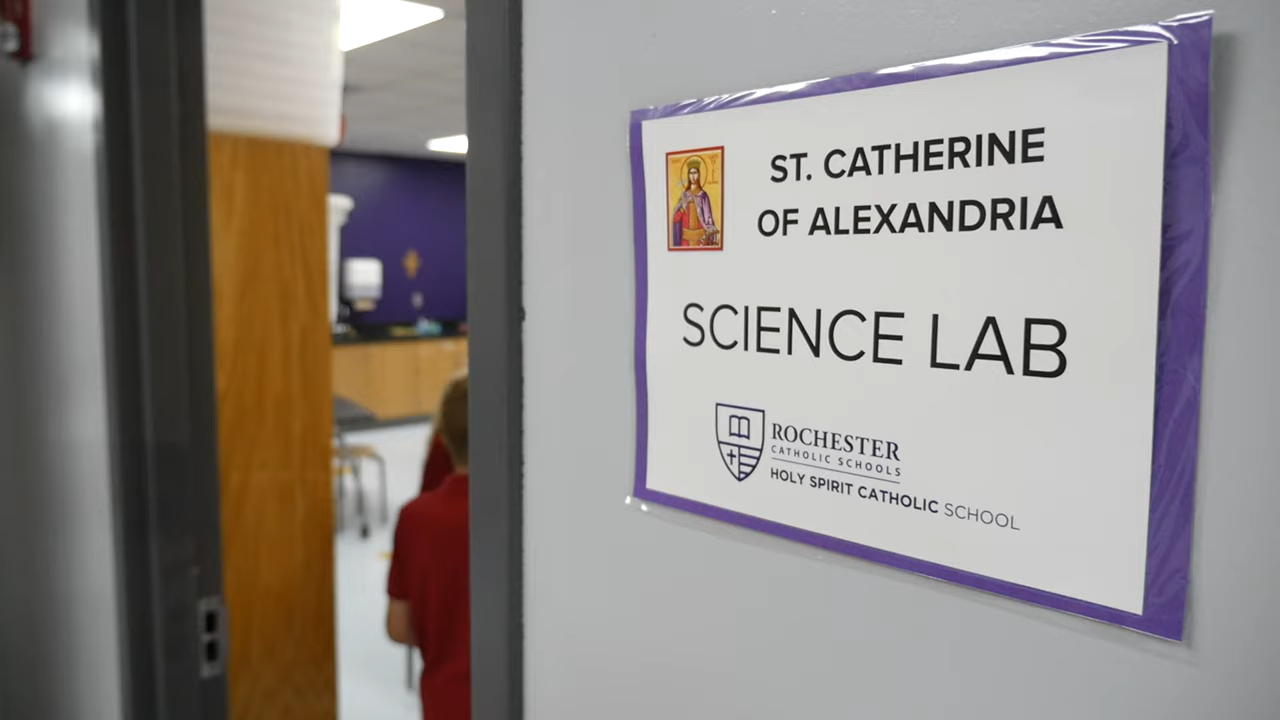 ST. CATHERINE
OF ALEXANDRIA
SCIENCE LAB
ROCHESTER
CATHOLIC SCHOOLS
HOLY SPIRIT CATHOLIC SCHOOL